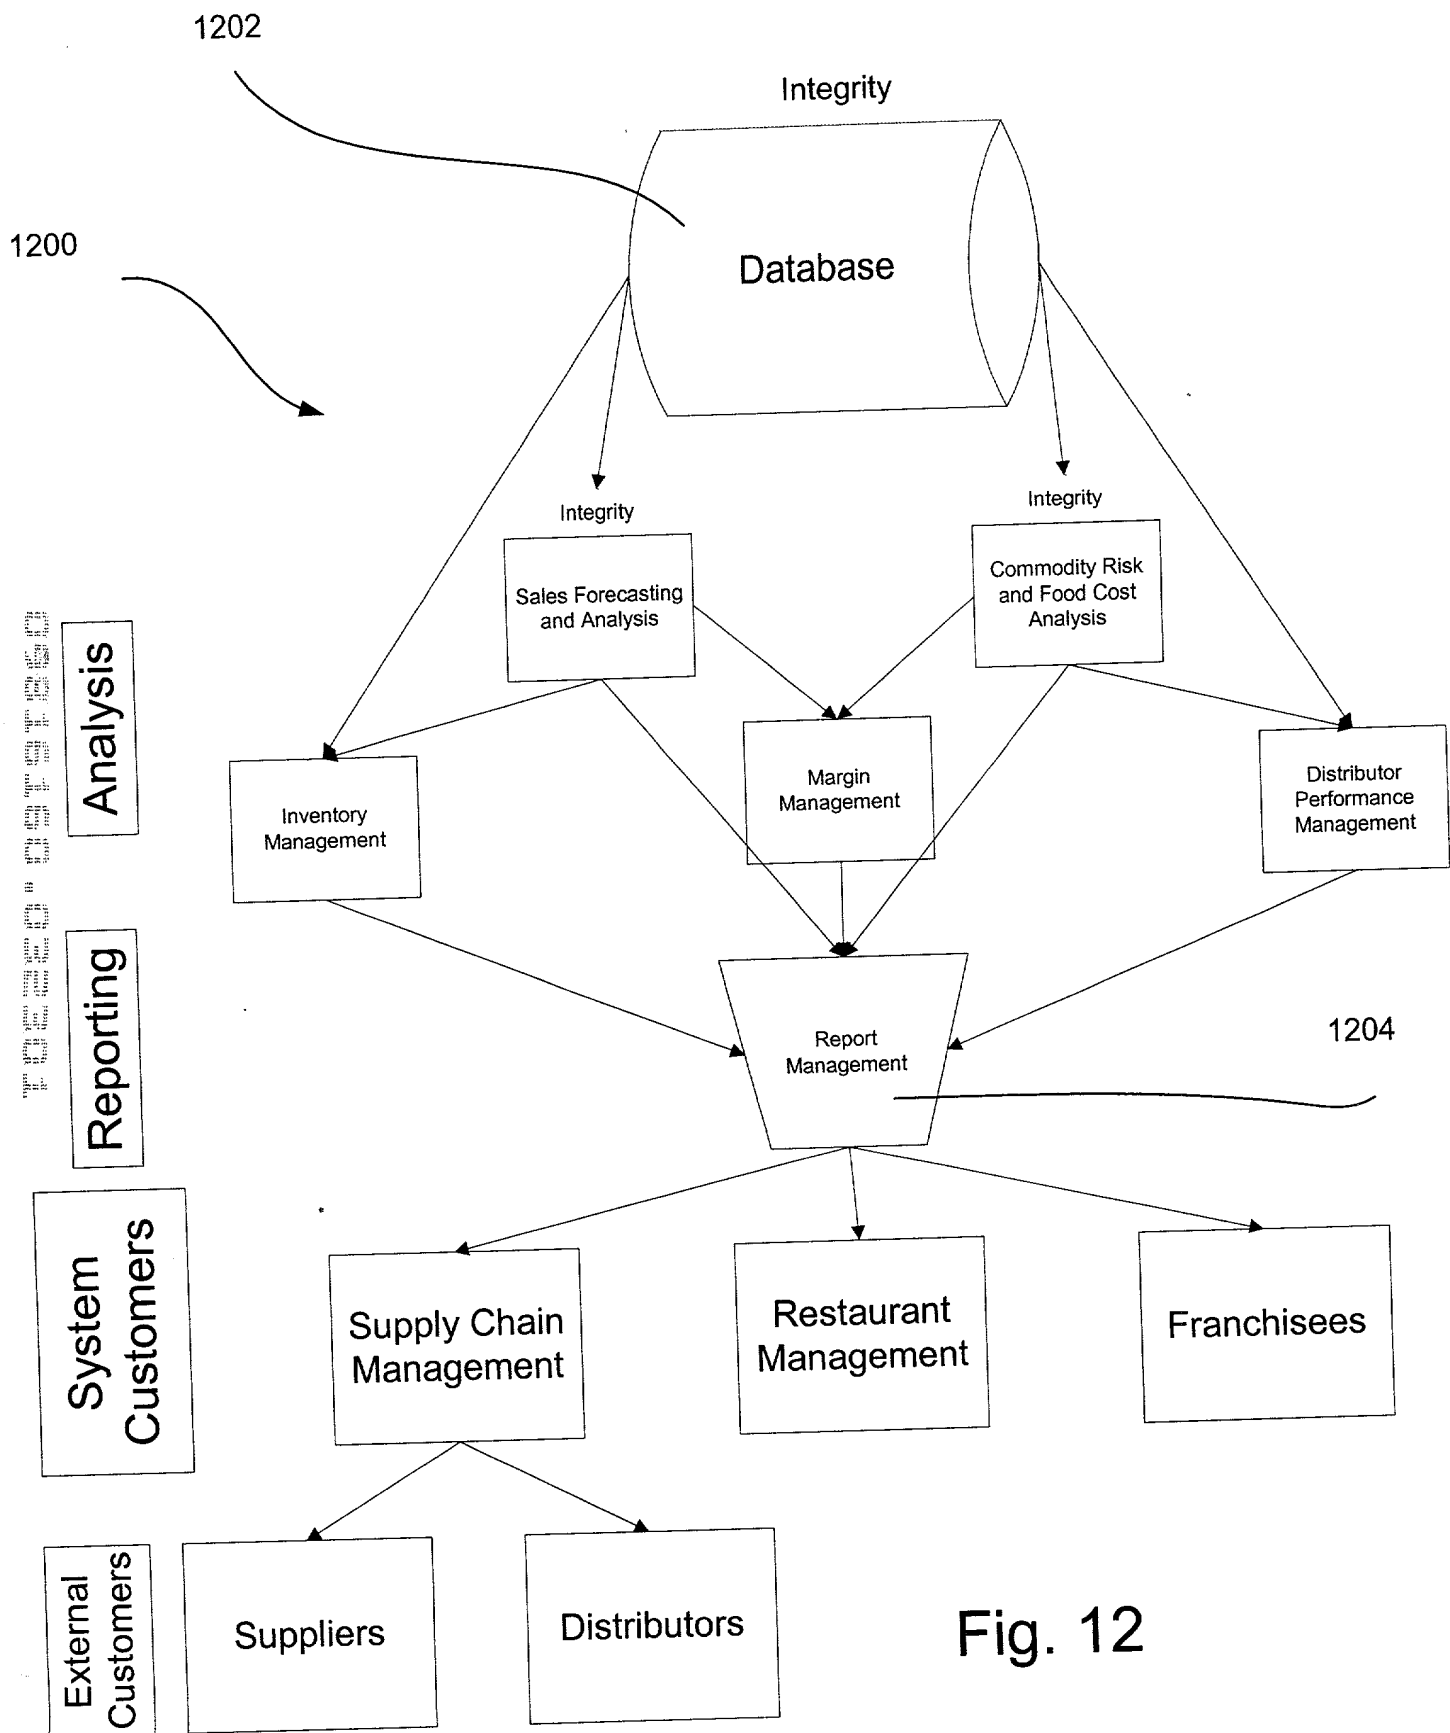 1202
Integrity
1200
Database
Integrity
Integrity
Sales Forecasting
and Analysis
Commodity Risk
and Food Cost
Analysis
Analysis
Inventory
Management
Margin
Management
Distributor
Performance
Management
Reporting
Report
Management
1204
System
Customers
Supply Chain
Management
Restaurant
Management
Franchisees
External
Customers
Suppliers
Distributors
Fig. 12